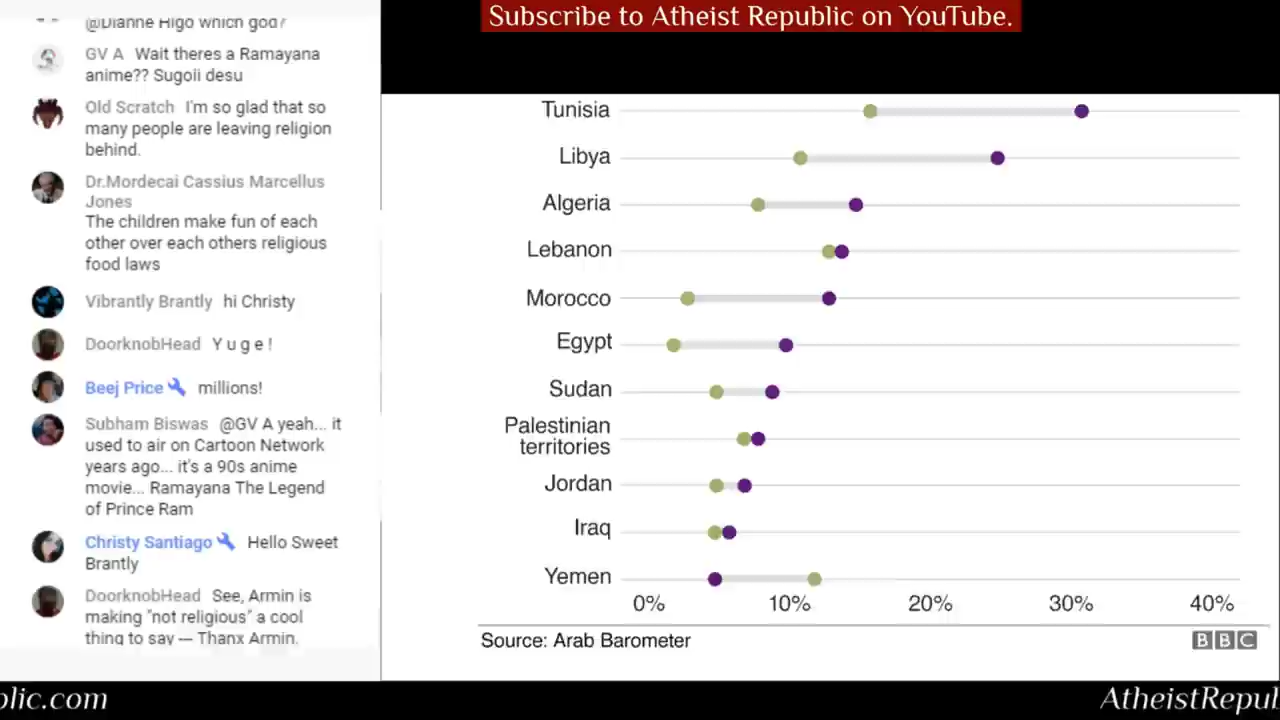 Subscribe to Atheist Republic on YouTube.
@Dianne Higo which god?
GV A Wait theres a Ramayana
anime?? Sugoii desu
Old Scratch I'm so glad that so
many people are leaving religion
behind.
Dr.Mordecai Cassius Marcellus
Jones
The children make fun of each
other over each others religious
food laws
Vibrantly Brantly hi Christy
DoorknobHead Y u g e !
Beej Price millions!
Subham Biswas @GV A yeah... it
used to air on Cartoon Network
years ago... it's a 90s anime
movie... Ramayana The Legend
of Prince Ram
Christy Santiago Hello Sweet
Brantly
DoorknobHead See, Armin is
making "not religious" a cool
thing to say — Thanx Armin.
Tunisia
Libya
Algeria
Lebanon
Morocco
Egypt
Sudan
Palestinian
territories
Jordan
Iraq
Yemen
0% 10% 20% 30% 40%
Source: Arab Barometer
BBC
olic.com
AtheistRepul